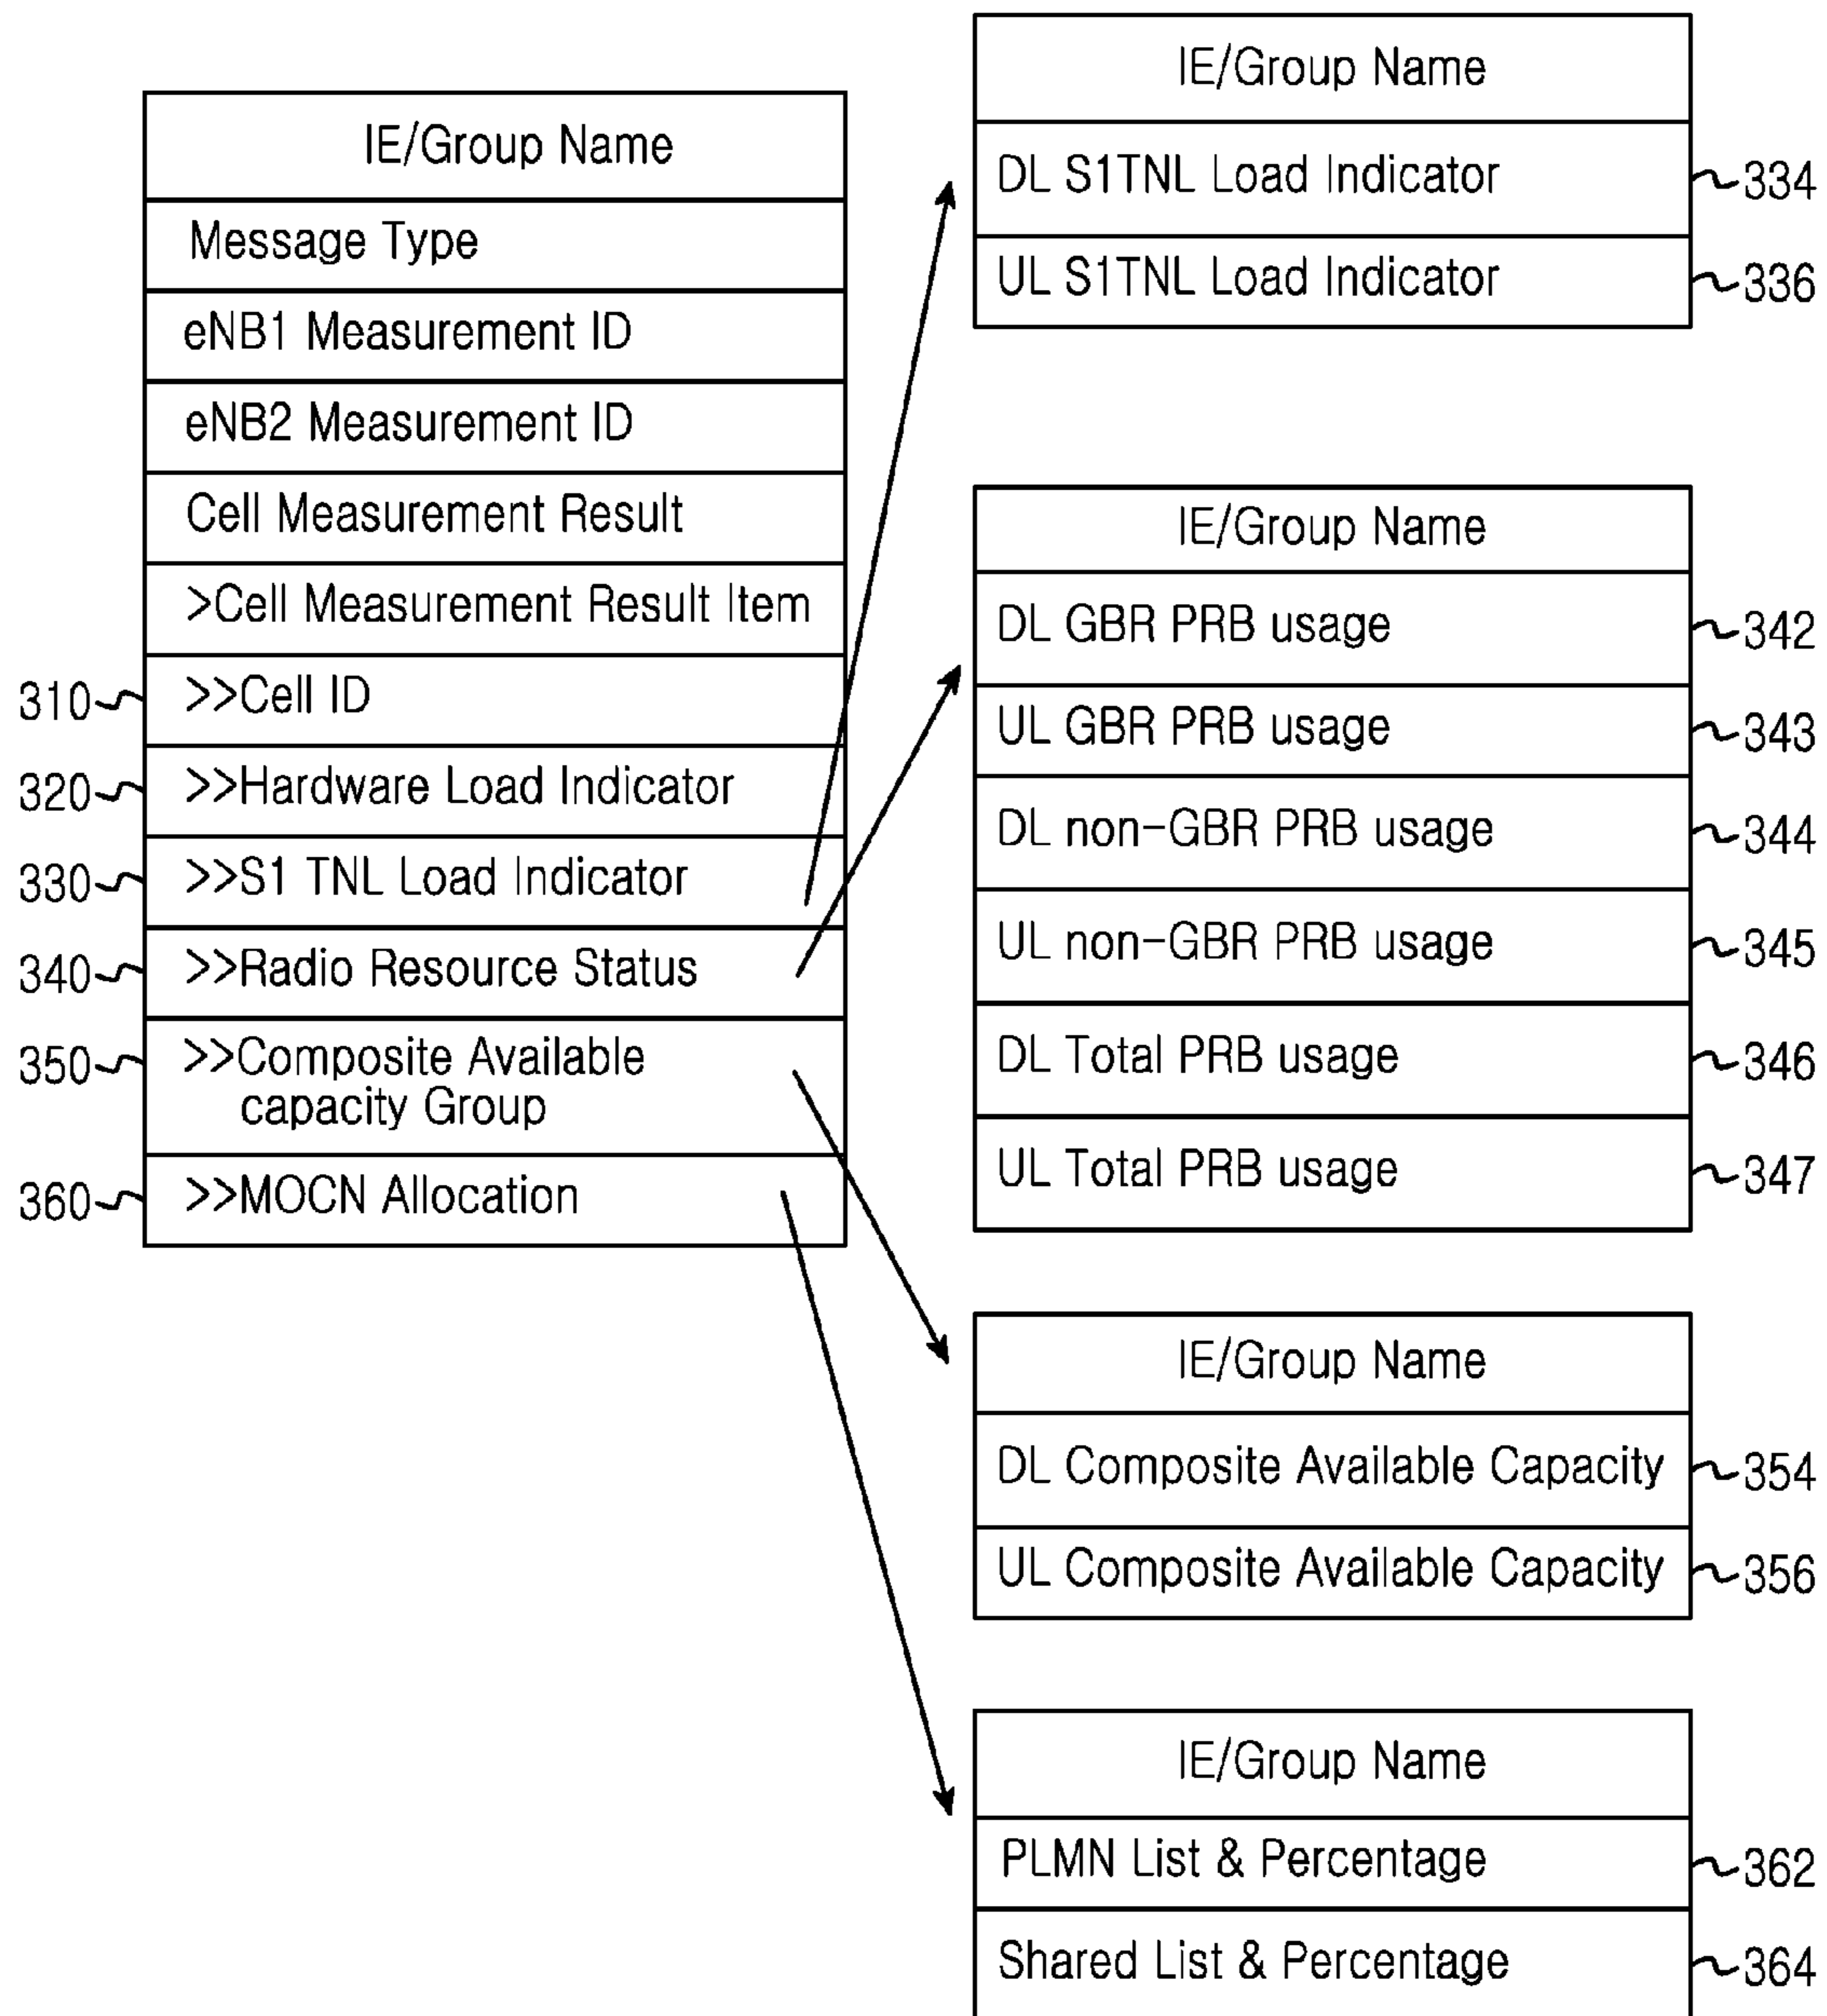 IE/Group Name
Message Type
eNB1 Measurement ID
eNB2 Measurement ID
Cell Measurement Result
>Cell Measurement Result Item
310 >>Cell ID
320 >>Hardware Load Indicator
330 >>S1 TNL Load Indicator
340 >>Radio Resource Status
350 >>Composite Available
capacity Group
360 >>MOCN Allocation
IE/Group Name
DL S1TNL Load Indicator 334
UL S1TNL Load Indicator 336
IE/Group Name
DL GBR PRB usage 342
UL GBR PRB usage 343
DL non-GBR PRB usage 344
UL non-GBR PRB usage 345
DL Total PRB usage 346
UL Total PRB usage 347
IE/Group Name
DL Composite Available Capacity 354
UL Composite Available Capacity 356
IE/Group Name
PLMN List & Percentage 362
Shared List & Percentage 364